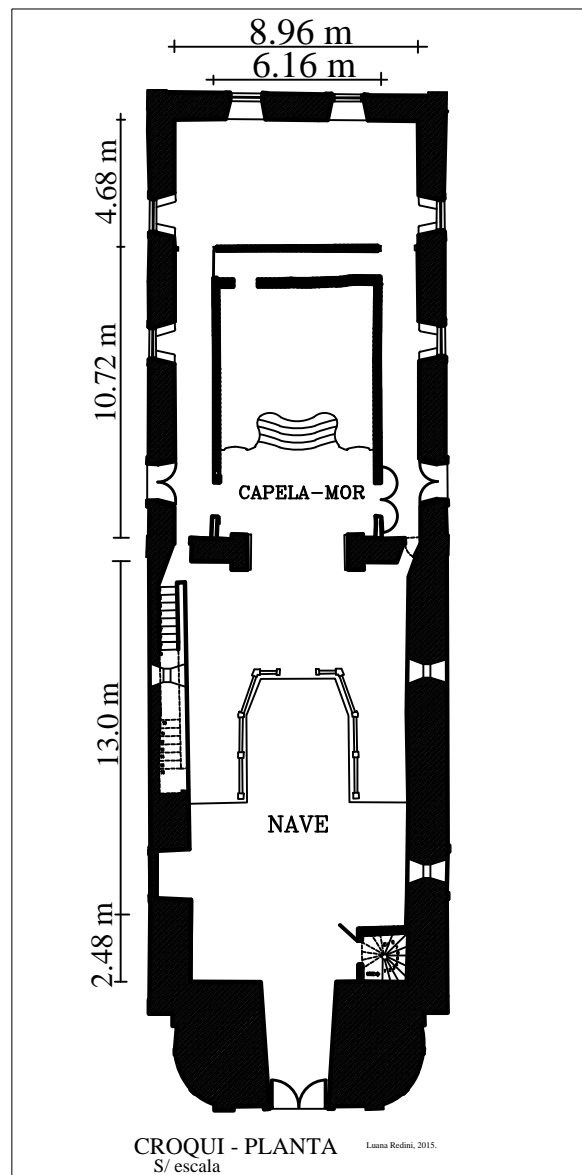 8.96 m
6.16 m
4.68 m
10.72 m
CAPELA-MOR
13.0 m
NAVE
2.48 m
CROQUI - PLANTA
Luana Redini, 2015.
S/ escala